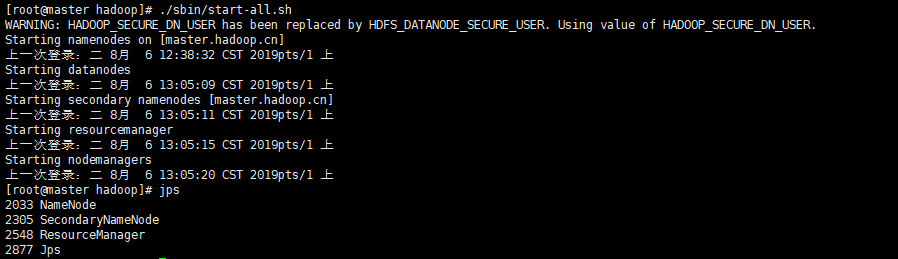 [root@master hadoop]# ./sbin/start-all.sh
WARNING: HADOOP_SECURE_DN_USER has been replaced by HDFS_DATANODE_SECURE_USER. Using value of HADOOP_SECURE_DN_USER.
Starting namenodes on [master.hadoop.cn]
上一次登录：二 8月  6 12:38:32 CST 2019pts/1 上
Starting datanodes
上一次登录：二 8月  6 13:05:09 CST 2019pts/1 上
Starting secondary namenodes [master.hadoop.cn]
上一次登录：二 8月  6 13:05:11 CST 2019pts/1 上
Starting resourcemanager
上一次登录：二 8月  6 13:05:15 CST 2019pts/1 上
Starting nodemanagers
上一次登录：二 8月  6 13:05:20 CST 2019pts/1 上
[root@master hadoop]# jps
2033 NameNode
2305 SecondaryNameNode
2548 ResourceManager
2877 Jps